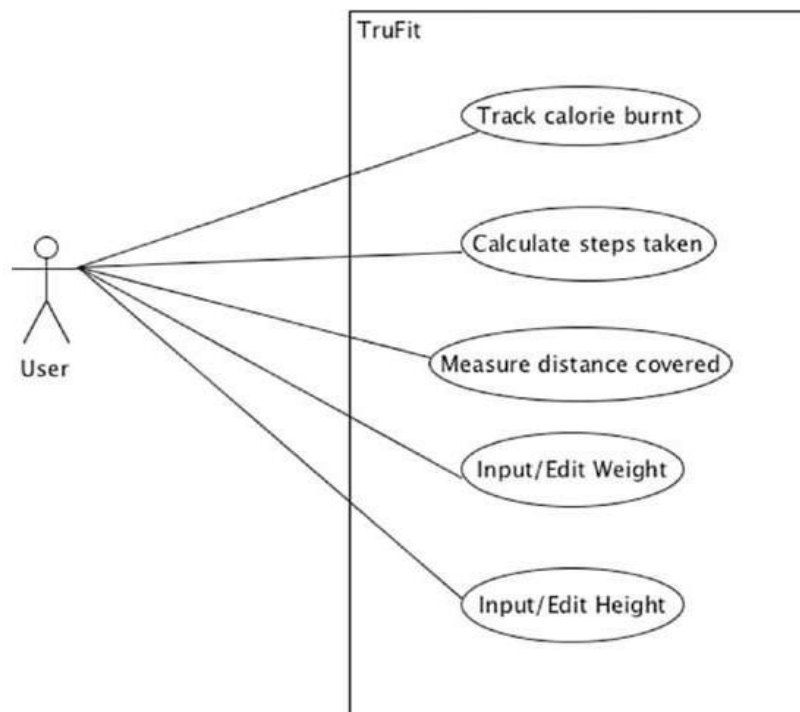 TruFit
Track calorie burnt
Calculate steps taken
Measure distance covered
User
Input/Edit Weight
Input/Edit Height